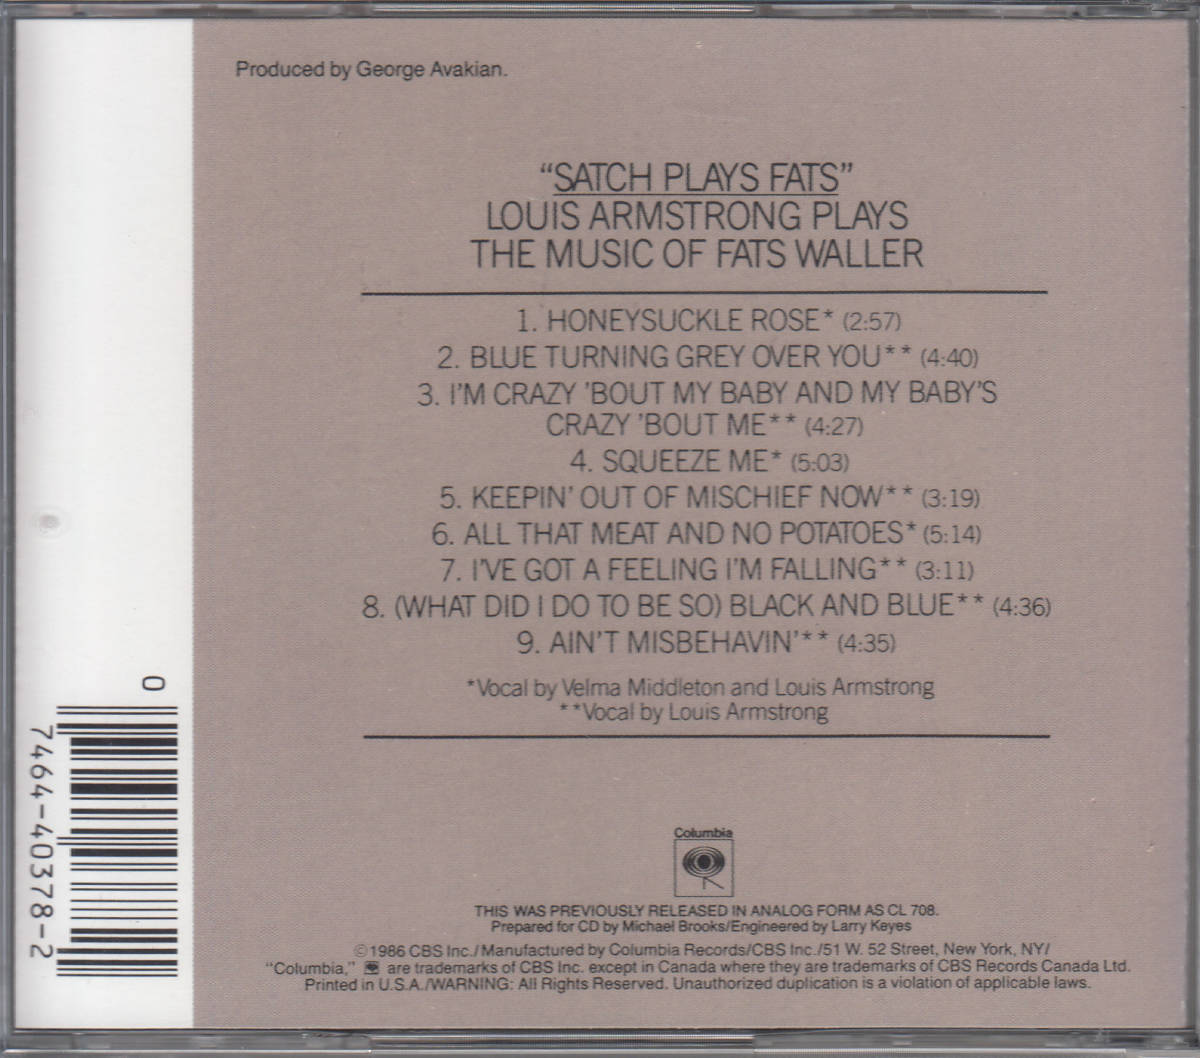 Produced by George Avakian.
“SATCH PLAYS FATS”
LOUIS ARMSTRONG PLAYS
THE MUSIC OF FATS WALLER
1. HONEYSUCKLE ROSE* (2:57)
2. BLUE TURNING GREY OVER YOU** (4:40)
3. I'M CRAZY 'BOUT MY BABY AND MY BABY'S
CRAZY 'BOUT ME** (4:27)
4. SQUEEZE ME* (5:03)
5. KEEPIN' OUT OF MISCHIEF NOW** (3:19)
6. ALL THAT MEAT AND NO POTATOES* (5:14)
7. I'VE GOT A FEELING I'M FALLING** (3:11)
8. (WHAT DID I DO TO BE SO) BLACK AND BLUE** (4:36)
9. AIN'T MISBEHAVIN'** (4:35)
*Vocal by Velma Middleton and Louis Armstrong
**Vocal by Louis Armstrong
0
7464-40378-2
Columbia
THIS WAS PREVIOUSLY RELEASED IN ANALOG FORM AS CL 708.
Prepared for CD by Michael Brooks/Engineered by Larry Keyes
©1986 CBS Inc./Manufactured by Columbia Records/CBS Inc./51 W. 52 Street, New York, NY/
“Columbia,” are trademarks of CBS Inc. except in Canada where they are trademarks of CBS Records Canada Ltd.
Printed in U.S.A./WARNING: All Rights Reserved. Unauthorized duplication is a violation of applicable laws.